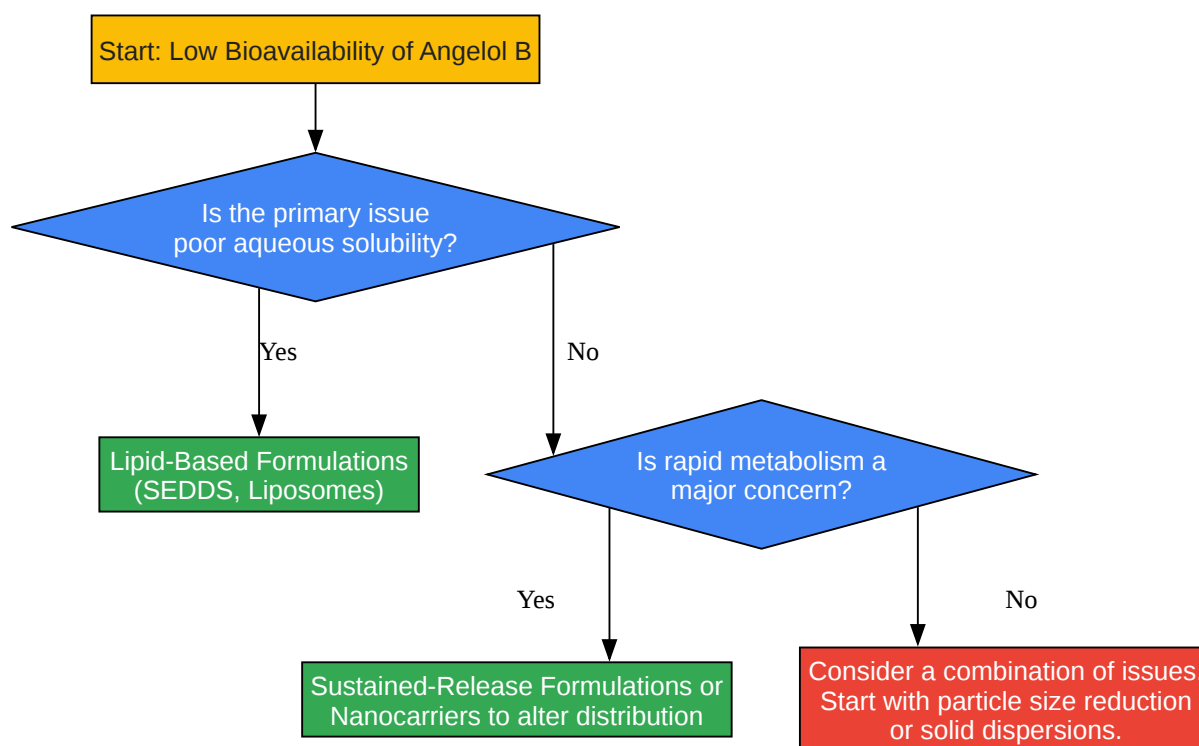 Start: Low Bioavailability of Angelol B
Is the primary issue
poor aqueous solubility?
Yes
No
Lipid-Based Formulations
(SEDDS, Liposomes)
Is rapid metabolism a
major concern?
Yes
No
Sustained-Release Formulations or
Nanocarriers to alter distribution
Consider a combination of issues.
Start with particle size reduction
or solid dispersions.